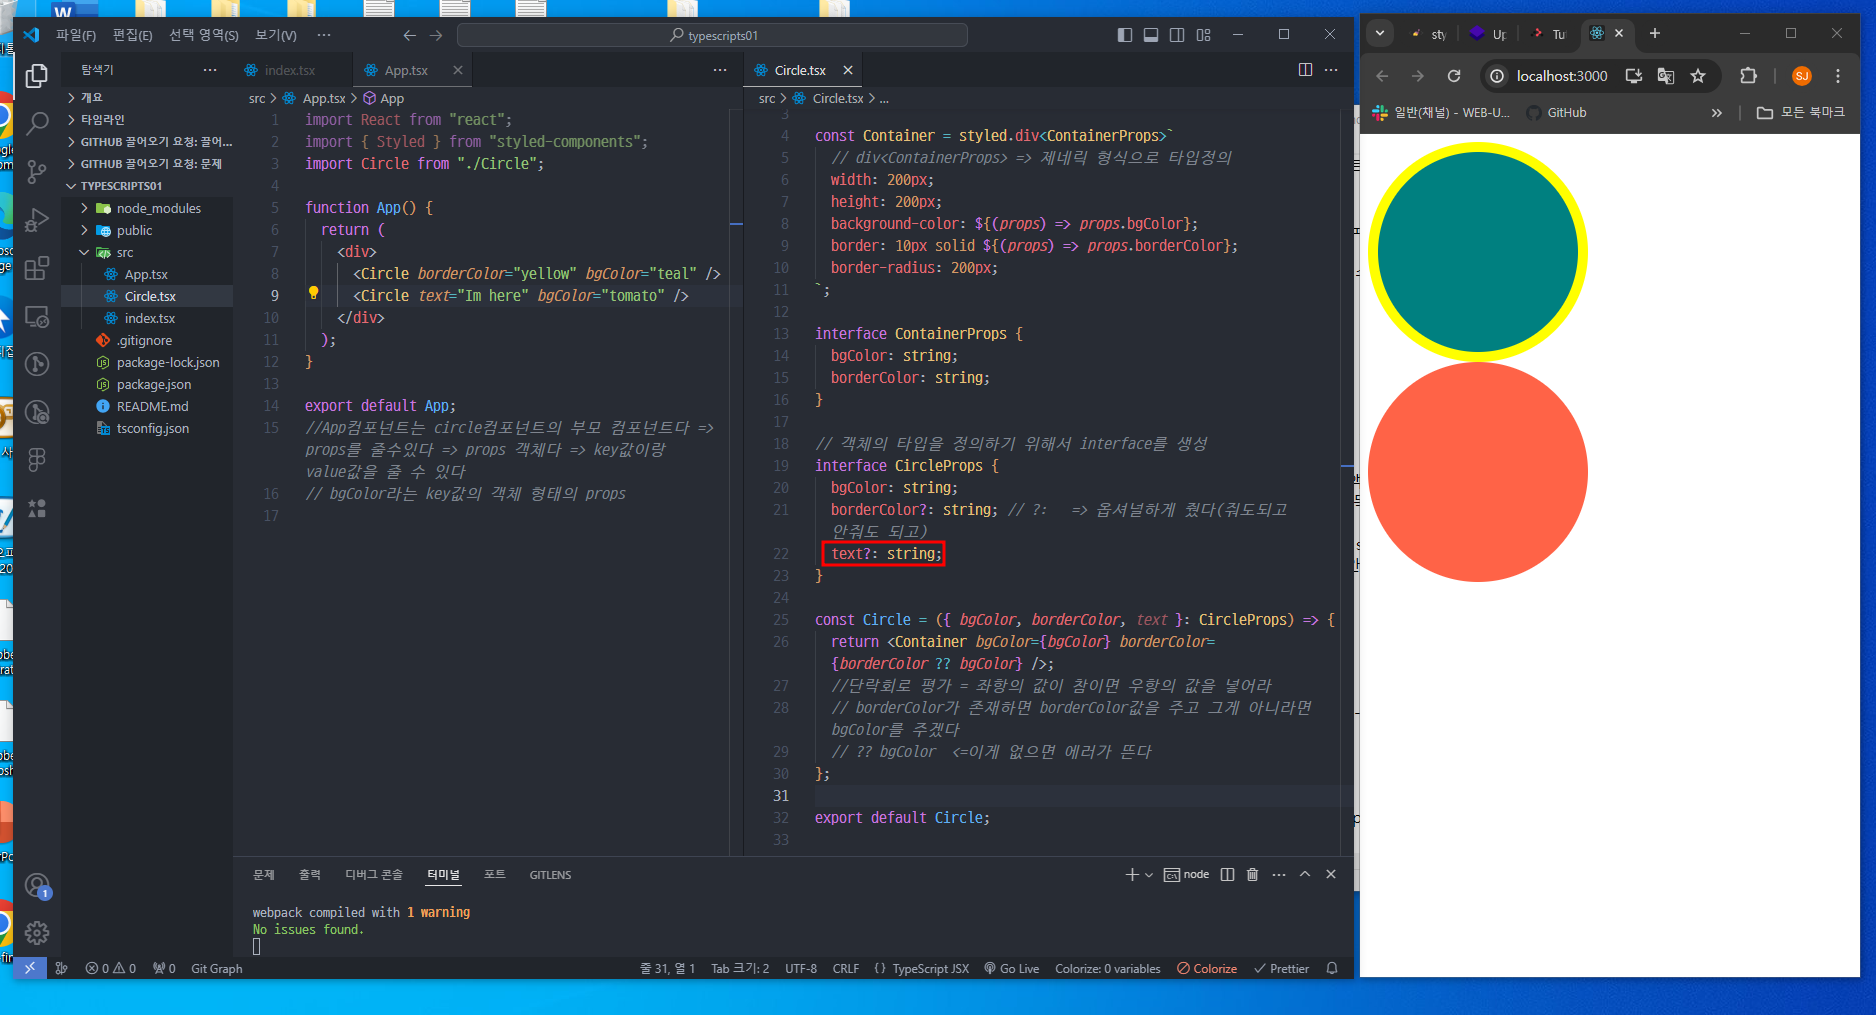 파일(F) 편집(E) 선택 영역(S) 보기(V) ··· typescripts01
탐색기 ···
개요
타임라인
GITHUB 끌어오기 요청: 끌어...
GITHUB 끌어오기 요청: 문제
TYPESCRIPTS01
node_modules
public
src
App.tsx
Circle.tsx
index.tsx
.gitignore
package-lock.json
package.json
README.md
tsconfig.json
index.tsx App.tsx ···
src > App.tsx > App
1 import React from "react";
2 import { Styled } from "styled-components";
3 import Circle from "./Circle";
4
5 function App() {
6 return (
7 <div>
8 <Circle borderColor="yellow" bgColor="teal" />
9 <Circle text="Im here" bgColor="tomato" />
10 </div>
11 );
12 }
13
14 export default App;
15 //App컴포넌트는 circle컴포넌트의 부모 컴포넌트다 =>
props를 줄수있다 => props 객체다 => key값이랑
value값을 줄 수 있다
16 // bgColor라는 key값의 객체 형태의 props
17
Circle.tsx ···
src > Circle.tsx > ...
3
4 const Container = styled.div<ContainerProps>`
5 // div<ContainerProps> => 제네릭 형식으로 타입정의
6 width: 200px;
7 height: 200px;
8 background-color: ${(props) => props.bgColor};
9 border: 10px solid ${(props) => props.borderColor};
10 border-radius: 200px;
11 `;
12
13 interface ContainerProps {
14 bgColor: string;
15 borderColor: string;
16 }
17
18 // 객체의 타입을 정의하기 위해서 interface를 생성
19 interface CircleProps {
20 bgColor: string;
21 borderColor?: string; // ?: => 옵셔널하게 줬다(줘도되고
안줘도 되고)
22 text?: string;
23 }
24
25 const Circle = ({ bgColor, borderColor, text }: CircleProps) => {
26 return <Container bgColor={bgColor} borderColor=
{borderColor ?? bgColor} />;
27 //단락회로 평가 = 좌항의 값이 참이면 우항의 값을 넣어라
28 // borderColor가 존재하면 borderColor값을 주고 그게 아니라면
bgColor를 주겠다
29 // ?? bgColor <=이게 없으면 에러가 뜬다
30 };
31
32 export default Circle;
33
문제 출력 디버그 콘솔 터미널 포트 GITLENS node ···
webpack compiled with 1 warning
No issues found.
1
0 0 0 Git Graph 줄 31, 열 1 Tab 크기: 2 UTF-8 CRLF {} TypeScript JSX Go Live Colorize: 0 variables Colorize Prettier
sty Up Tu
localhost:3000 SJ
일반(채널) - WEB-U... GitHub » 모든 북마크